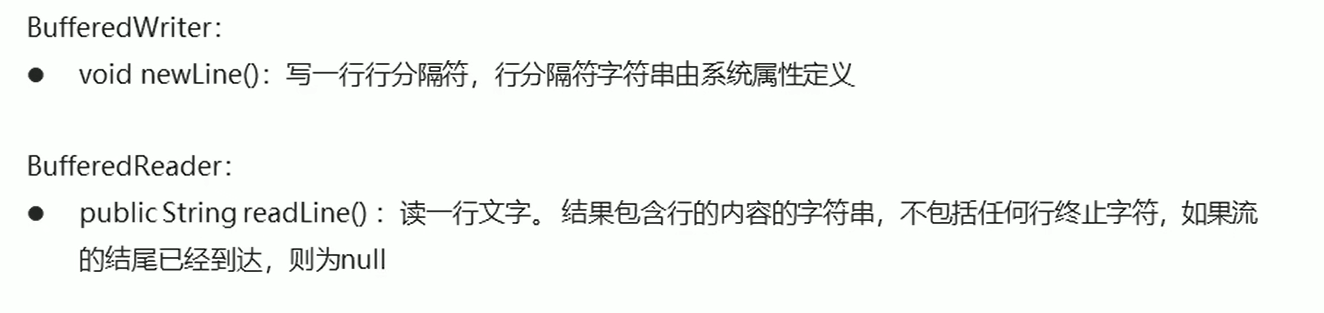 BufferedWriter：
● void newLine()：写一行行分隔符，行分隔符字符串由系统属性定义
BufferedReader：
● public String readLine() ：读一行文字。 结果包含行的内容的字符串，不包括任何行终止字符，如果流
的结尾已经到达，则为null